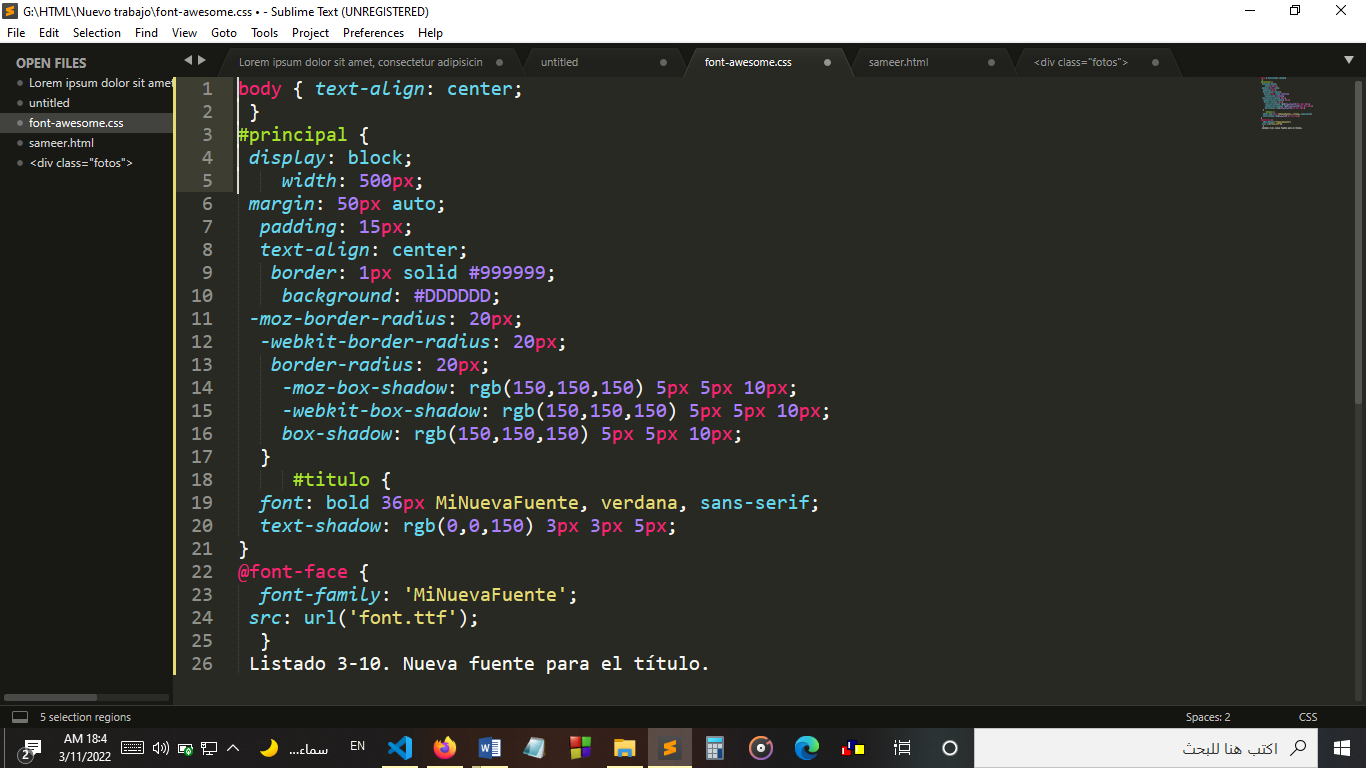 G:\HTML\Nuevo trabajo\font-awesome.css • - Sublime Text (UNREGISTERED)
File Edit Selection Find View Goto Tools Project Preferences Help
OPEN FILES
Lorem ipsum dolor sit amet
untitled
font-awesome.css
sameer.html
<div class="fotos">
Lorem ipsum dolor sit amet, consectetur adipisicin
untitled
font-awesome.css
sameer.html
<div class="fotos">
1 body { text-align: center;
2 }
3 #principal {
4 display: block;
5 width: 500px;
6 margin: 50px auto;
7 padding: 15px;
8 text-align: center;
9 border: 1px solid #999999;
10 background: #DDDDDD;
11 -moz-border-radius: 20px;
12 -webkit-border-radius: 20px;
13 border-radius: 20px;
14 -moz-box-shadow: rgb(150,150,150) 5px 5px 10px;
15 -webkit-box-shadow: rgb(150,150,150) 5px 5px 10px;
16 box-shadow: rgb(150,150,150) 5px 5px 10px;
17 }
18 #titulo {
19 font: bold 36px MiNuevaFuente, verdana, sans-serif;
20 text-shadow: rgb(0,0,150) 3px 3px 5px;
21 }
22 @font-face {
23 font-family: 'MiNuevaFuente';
24 src: url('font.ttf');
25 }
26 Listado 3-10. Nueva fuente para el título.
5 selection regions
Spaces: 2
CSS
2
AM 18:4
3/11/2022
سماء...
EN
اكتب هنا للبحث